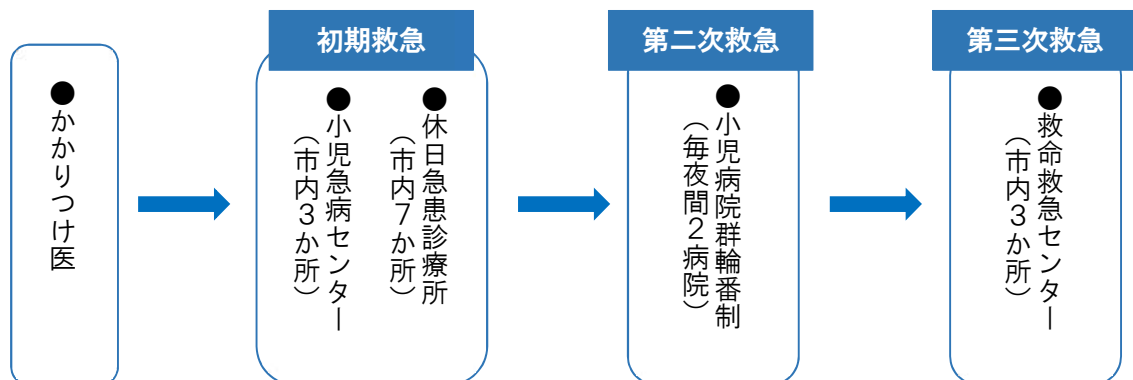 ●かかりつけ医
初期救急
●休日急患診療所
（市内７か所）
●小児急病センター
（市内３か所）
第二次救急
●小児病院群輪番制
（毎夜間２病院）
第三次救急
●救命救急センター
（市内３か所）